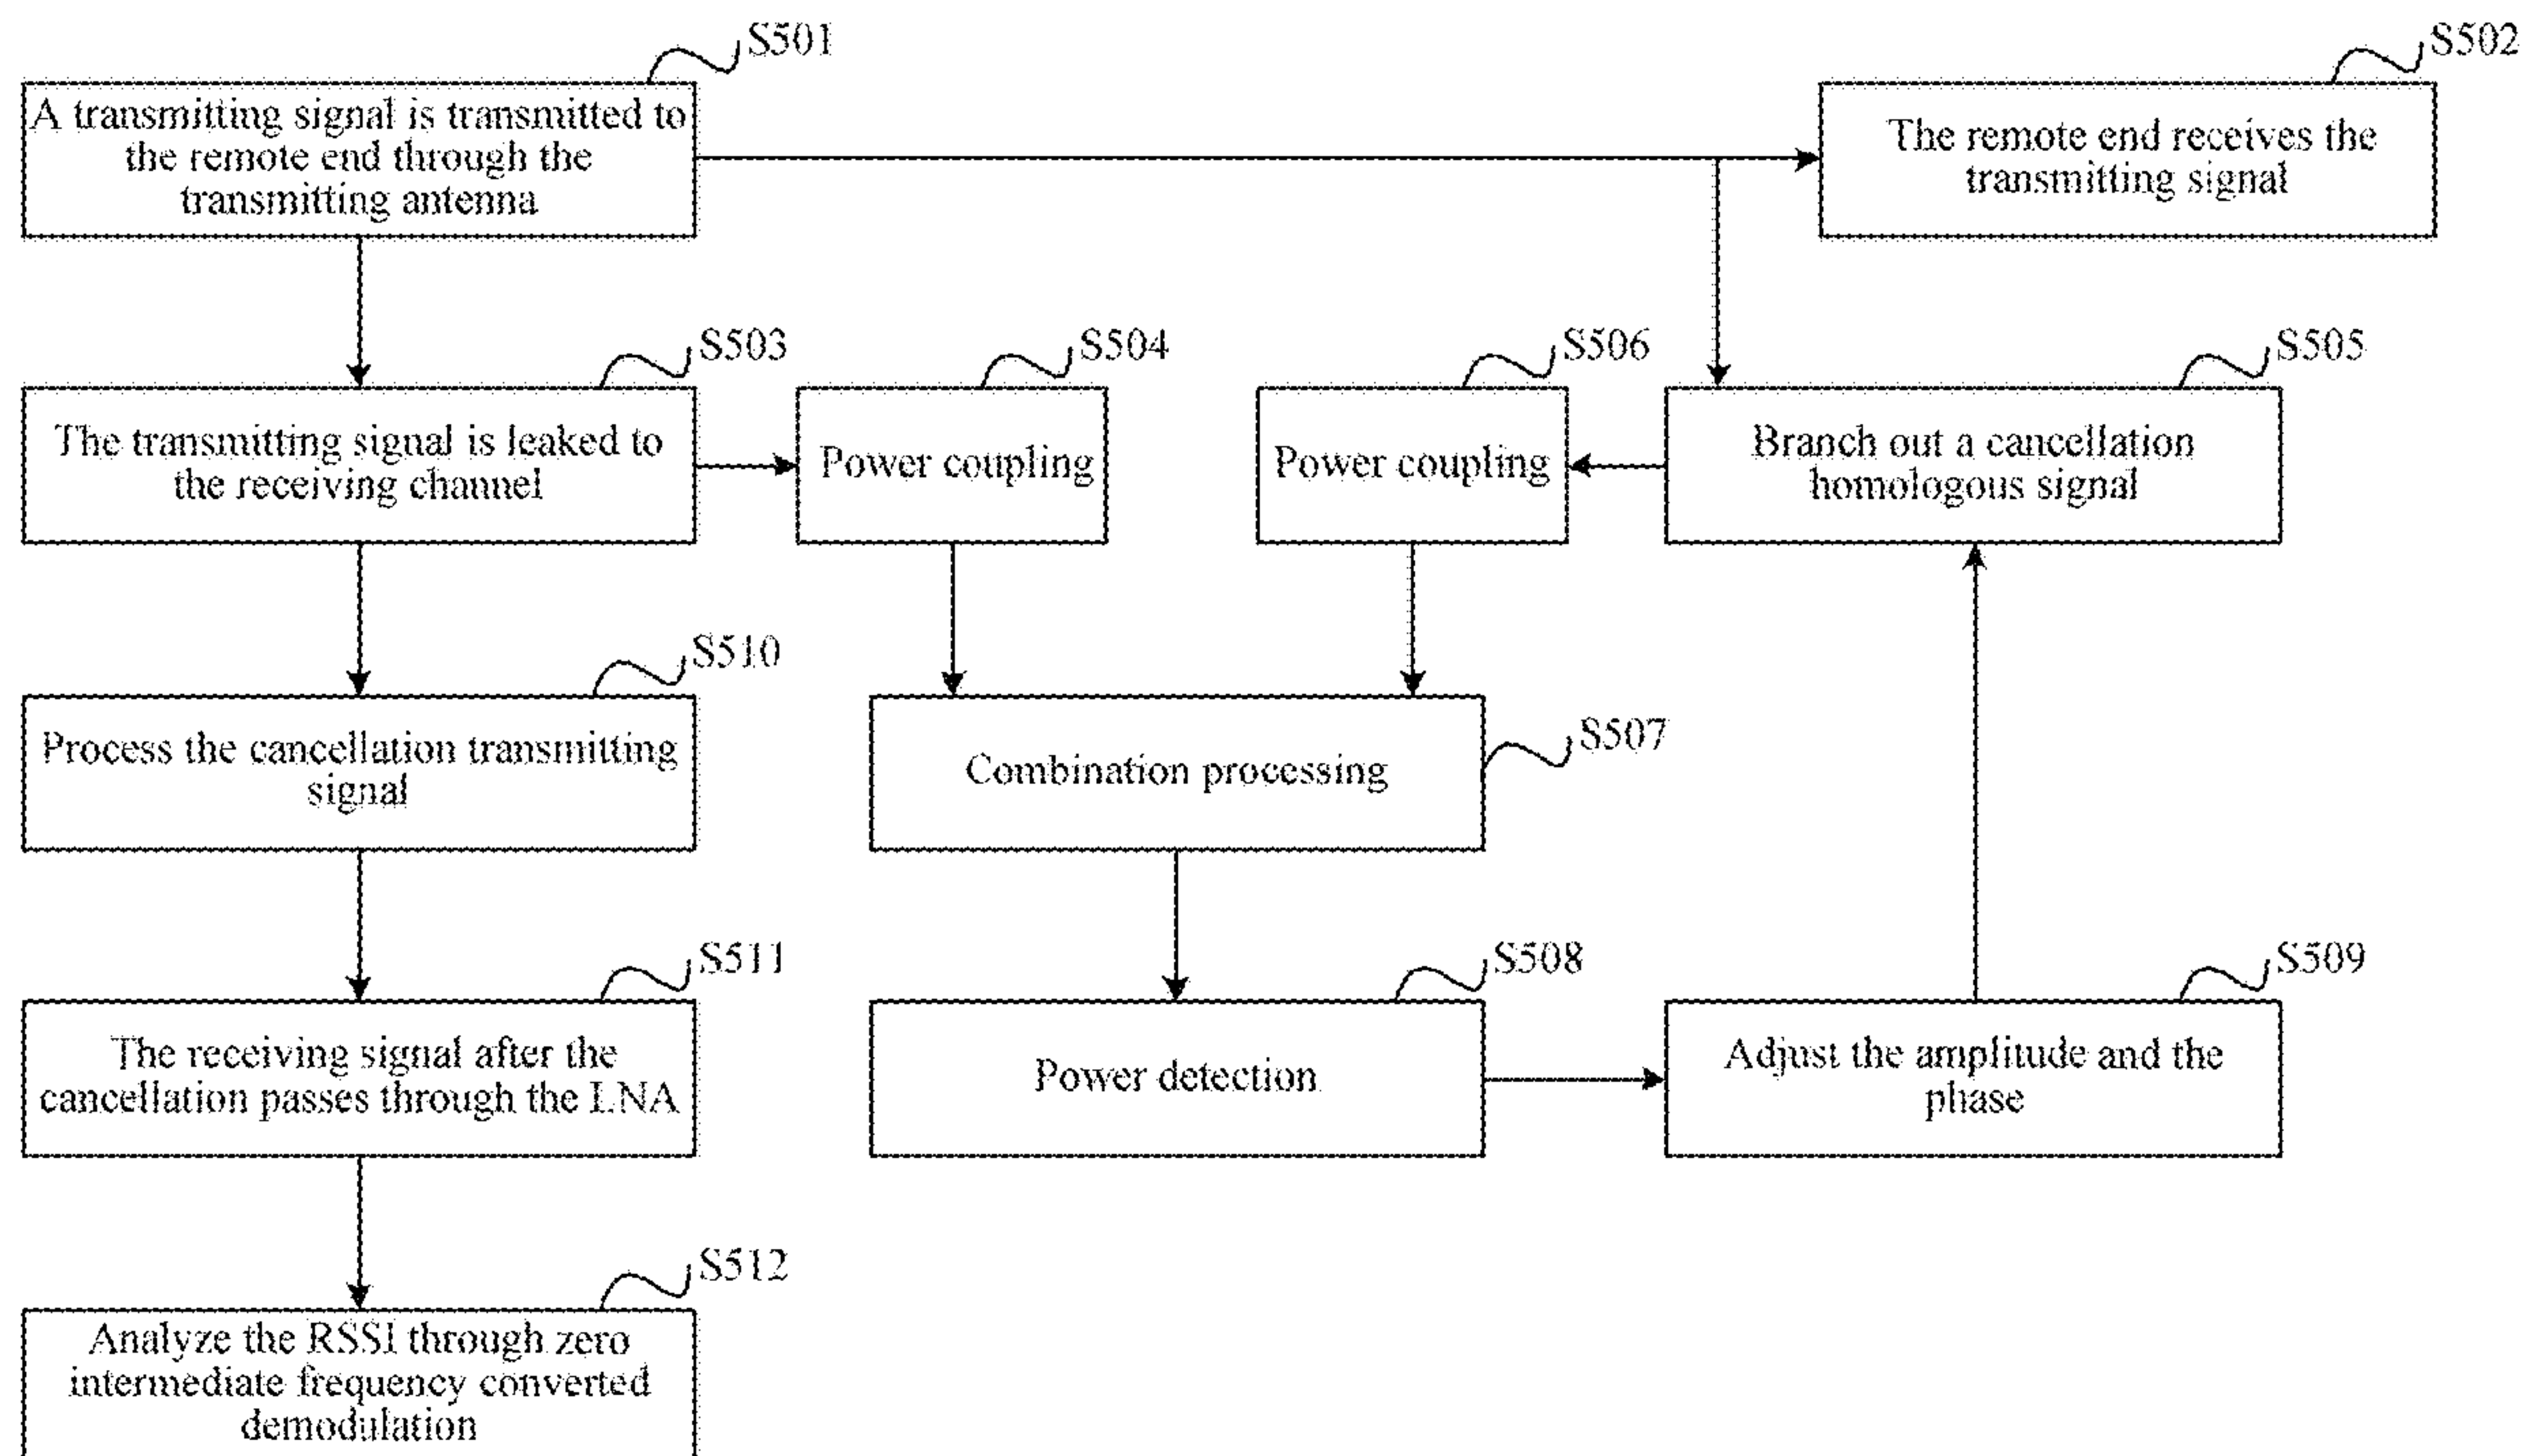 S501
S502
A transmitting signal is transmitted to
the remote end through the
transmitting antenna
The remote end receives the
transmitting signal
S503
S504
S506
S505
The transmitting signal is leaked to
the receiving channel
Power coupling
Power coupling
Branch out a cancellation
homologous signal
S510
S507
Process the cancellation transmitting
signal
Combination processing
S511
S508
S509
The receiving signal after the
cancellation passes through the LNA
Power detection
Adjust the amplitude and the
phase
S512
Analyze the RSSI through zero
intermediate frequency converted
demodulation